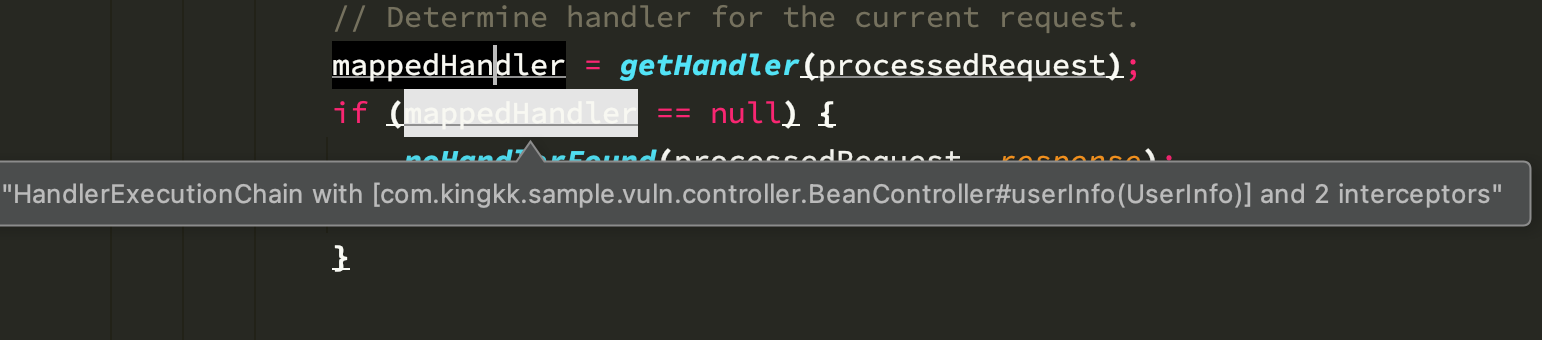 // Determine handler for the current request.
mappedHandler = getHandler(processedRequest);
if (mappedHandler == null) {
noHandlerFound(processedRequest, response);
"HandlerExecutionChain with [com.kingkk.sample.vuln.controller.BeanController#userInfo(UserInfo)] and 2 interceptors"
}